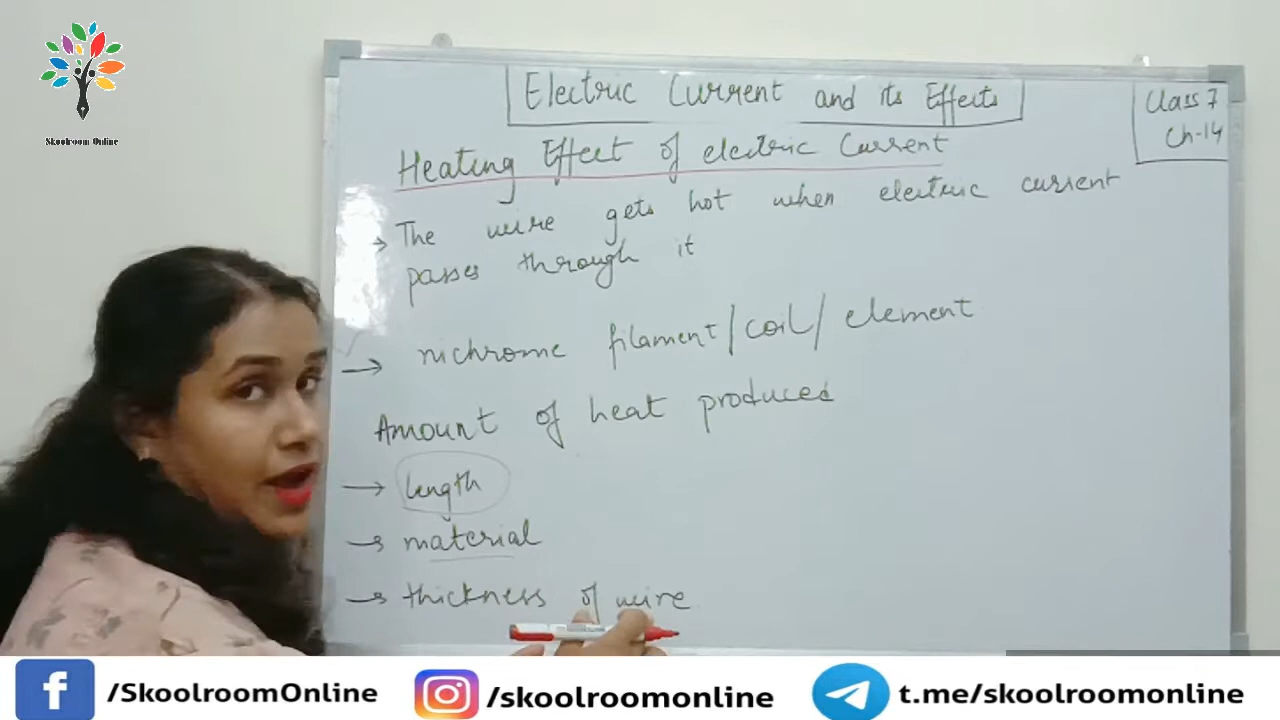 Skoolroom Online
Electric Current and its Effects
Class 7
Ch-14
Heating Effect of electric Current
→ The wire gets hot when electric current
passes through it
→ nichrome filament/coil/element
Amount of heat produced
→ length
→ material
→ thickness of wire
/SkoolroomOnline
/skoolroomonline
t.me/skoolroomonline